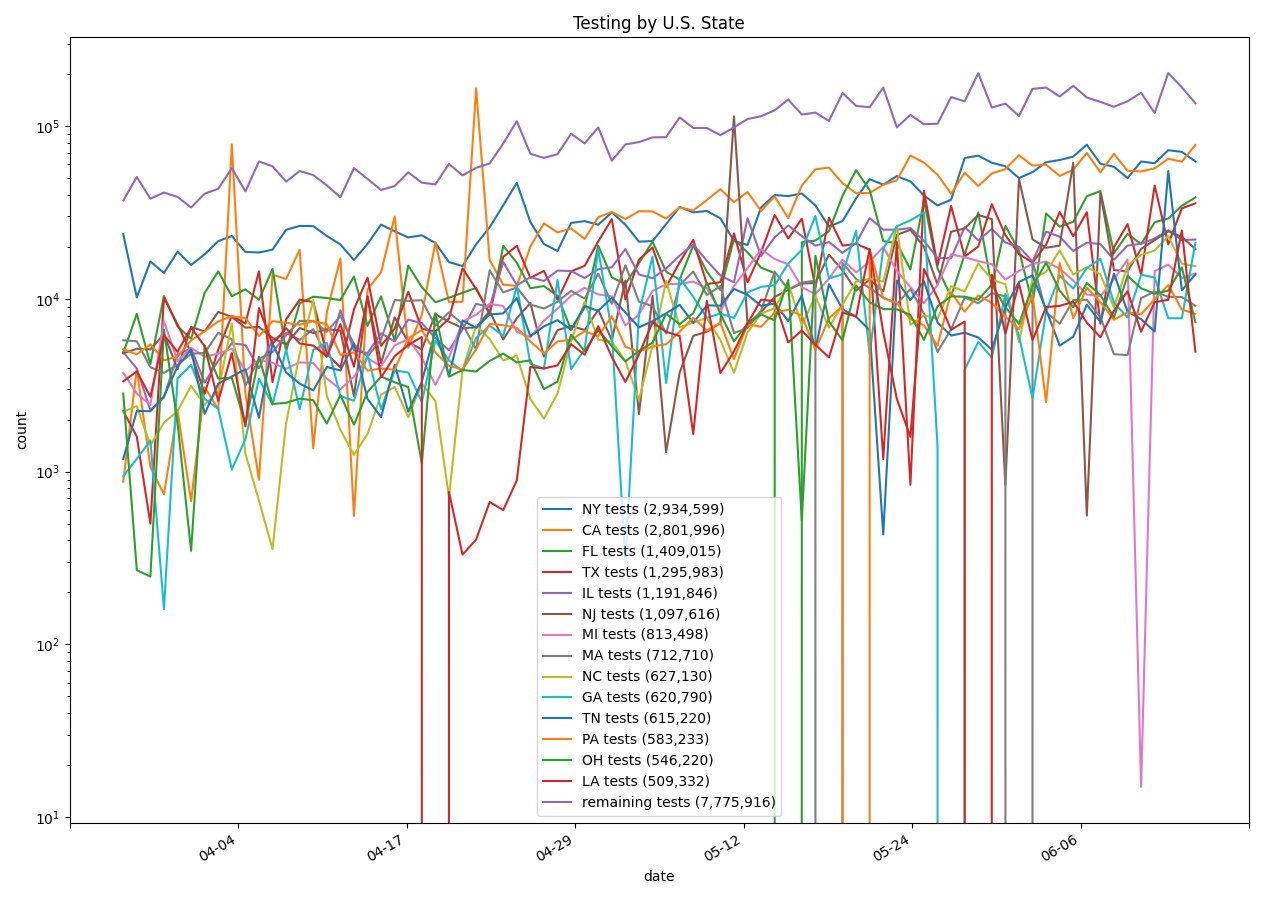 Testing by U.S. State
count
10^5
10^4
10^3
10^2
10^1
NY tests (2,934,599)
CA tests (2,801,996)
FL tests (1,409,015)
TX tests (1,295,983)
IL tests (1,191,846)
NJ tests (1,097,616)
MI tests (813,498)
MA tests (712,710)
NC tests (627,130)
GA tests (620,790)
TN tests (615,220)
PA tests (583,233)
OH tests (546,220)
LA tests (509,332)
remaining tests (7,775,916)
04-04 04-17 04-29 05-12 05-24 06-06
date